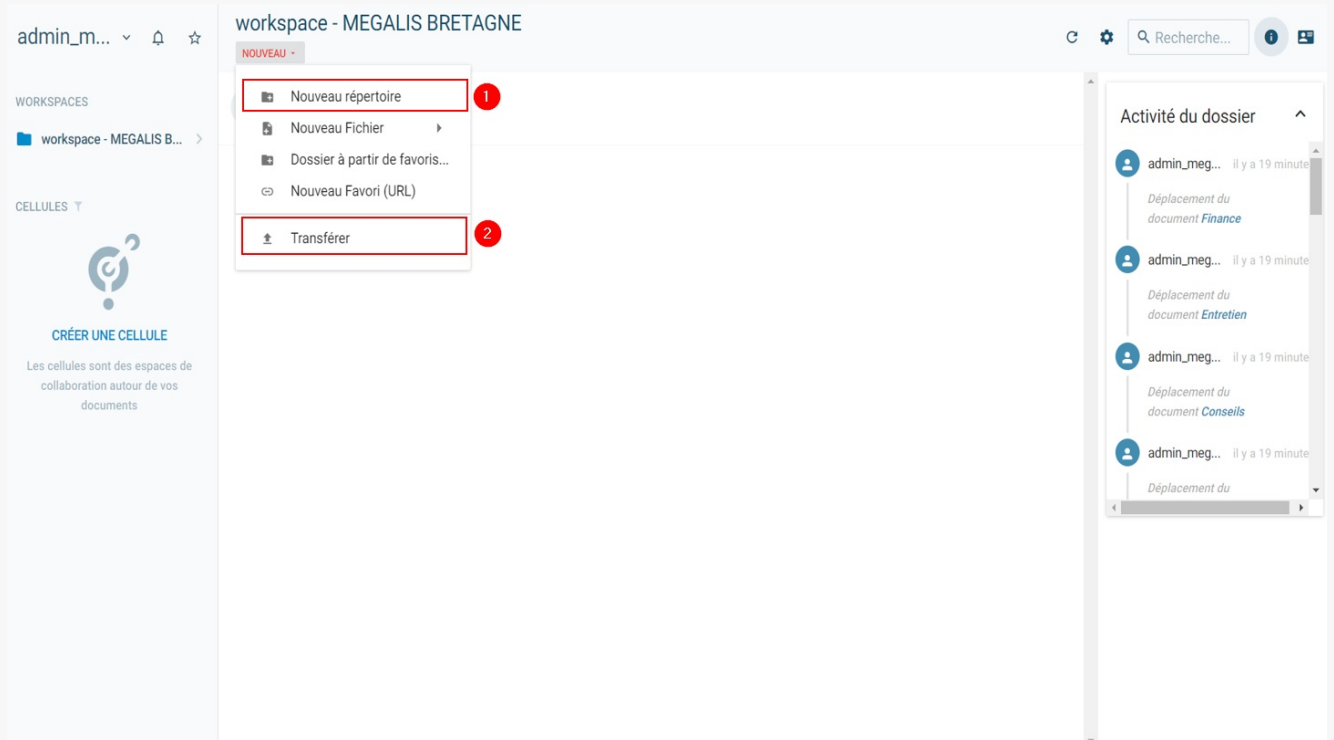 admin_m...
workspace - MEGALIS BRETAGNE
NOUVEAU
Recherche...
WORKSPACES
workspace - MEGALIS B...
CELLULES
CRÉER UNE CELLULE
Les cellules sont des espaces de
collaboration autour de vos
documents
Nouveau répertoire
1
Nouveau Fichier
Dossier à partir de favoris...
Nouveau Favori (URL)
Transférer
2
Activité du dossier
admin_meg... il y a 19 minute
Déplacement du
document Finance
admin_meg... il y a 19 minute
Déplacement du
document Entretien
admin_meg... il y a 19 minute
Déplacement du
document Conseils
admin_meg... il y a 19 minute
Déplacement du